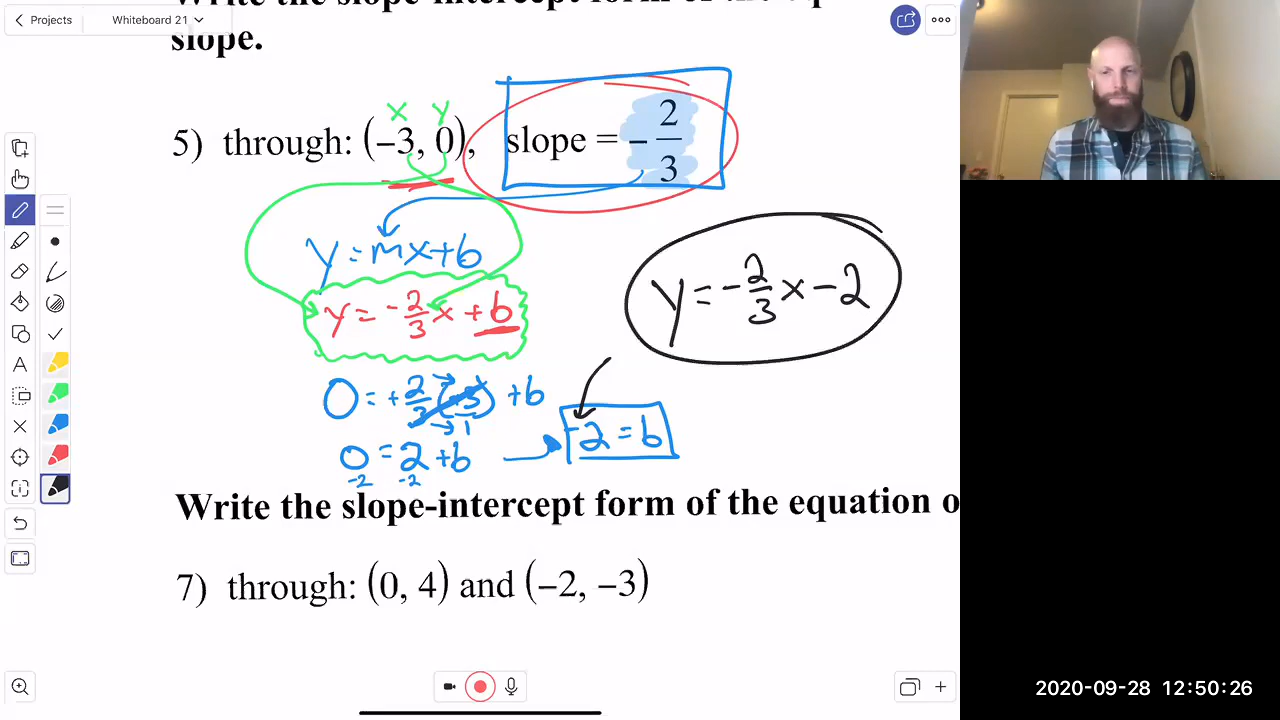 Projects
Whiteboard 21
slope.
x y
5) through: (−3, 0), slope = − 2/3
y = mx+b
y = -2/3 x + b
y = -2/3 x - 2
0 = +2/3 (-3) + b
1
-2 = b
0 = 2 + b
-2 -2
Write the slope-intercept form of the equation o
7) through: (0, 4) and (−2, −3)
2020-09-28 12:50:26